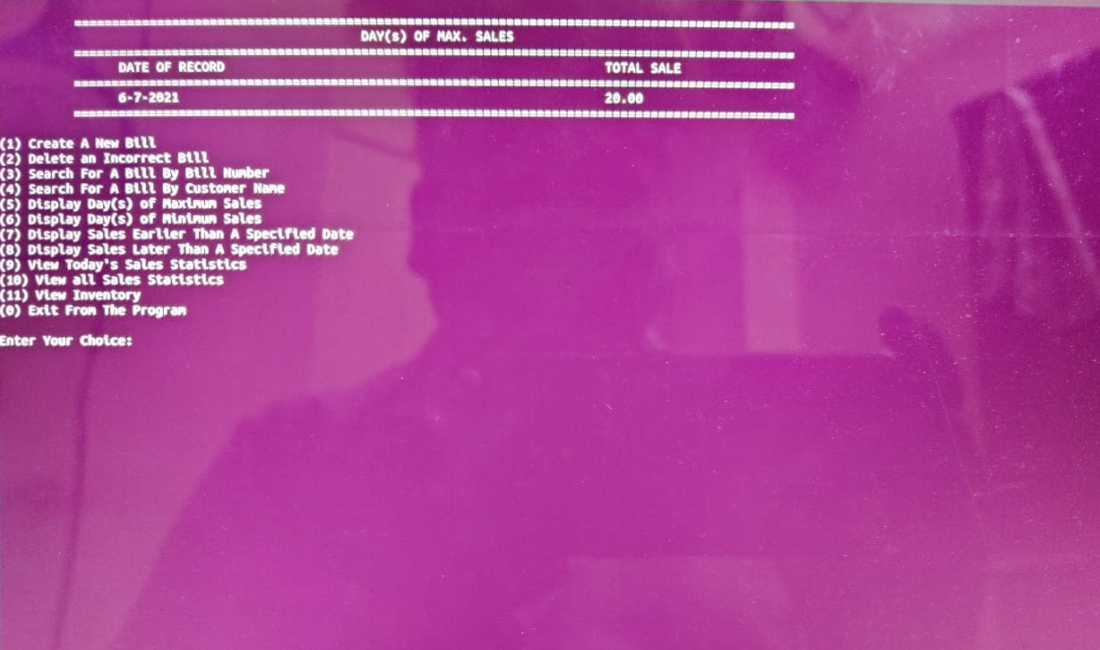 DAY(s) OF MAX. SALES
DATE OF RECORD TOTAL SALE
6-7-2021 20.00
(1) Create A New Bill
(2) Delete an Incorrect Bill
(3) Search For A Bill By Bill Number
(4) Search For A Bill By Customer Name
(5) Display Day(s) of Maximum Sales
(6) Display Day(s) of Minimum Sales
(7) Display Sales Earlier Than A Specified Date
(8) Display Sales Later Than A Specified Date
(9) View Today's Sales Statistics
(10) View all Sales Statistics
(11) View Inventory
(0) Exit From The Program
Enter Your Choice: